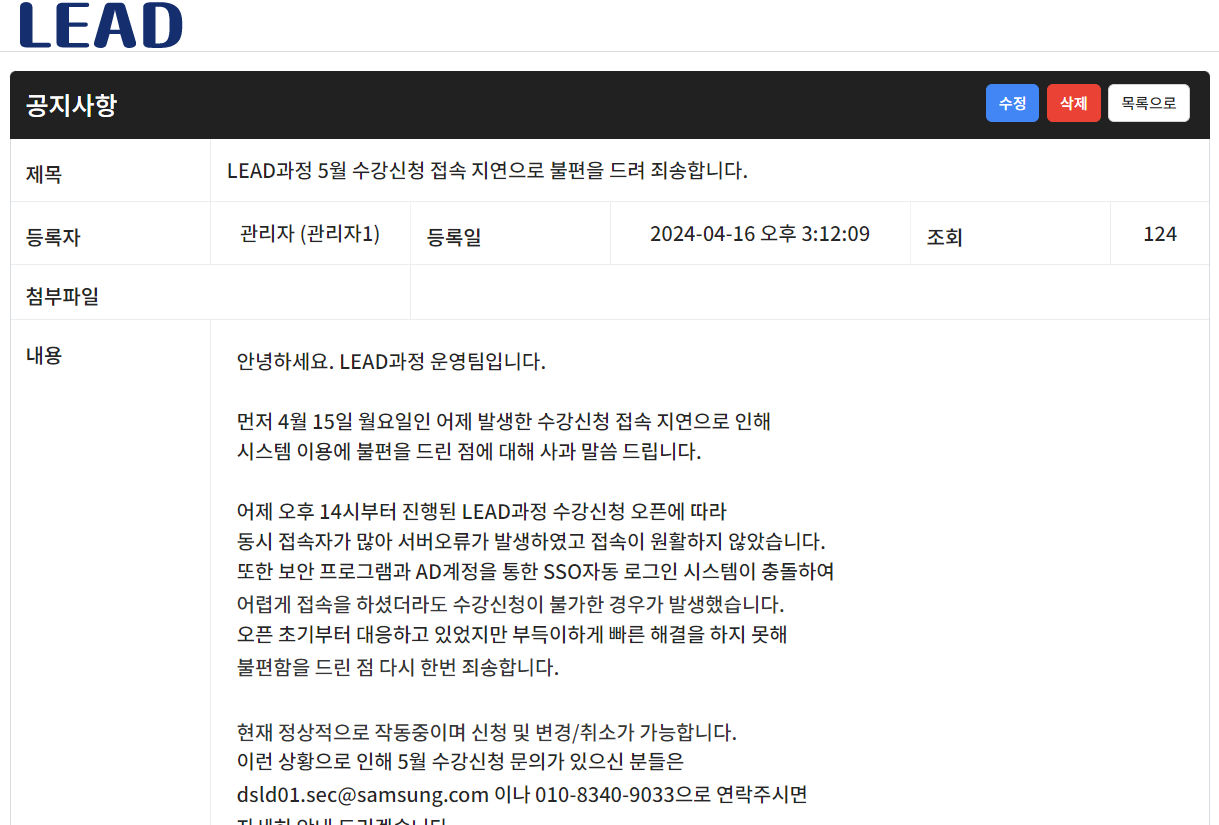 LEAD
공지사항
수정
삭제
목록으로
제목
LEAD과정 5월 수강신청 접속 지연으로 불편을 드려 죄송합니다.
등록자
관리자 (관리자1)
등록일
2024-04-16 오후 3:12:09
조회
124
첨부파일
내용
안녕하세요. LEAD과정 운영팀입니다.
먼저 4월 15일 월요일인 어제 발생한 수강신청 접속 지연으로 인해
시스템 이용에 불편을 드린 점에 대해 사과 말씀 드립니다.
어제 오후 14시부터 진행된 LEAD과정 수강신청 오픈에 따라
동시 접속자가 많아 서버오류가 발생하였고 접속이 원활하지 않았습니다.
또한 보안 프로그램과 AD계정을 통한 SSO자동 로그인 시스템이 충돌하여
어렵게 접속을 하셨더라도 수강신청이 불가한 경우가 발생했습니다.
오픈 초기부터 대응하고 있었지만 부득이하게 빠른 해결을 하지 못해
불편함을 드린 점 다시 한번 죄송합니다.
현재 정상적으로 작동중이며 신청 및 변경/취소가 가능합니다.
이런 상황으로 인해 5월 수강신청 문의가 있으신 분들은
dsld01.sec@samsung.com 이나 010-8340-9033으로 연락주시면